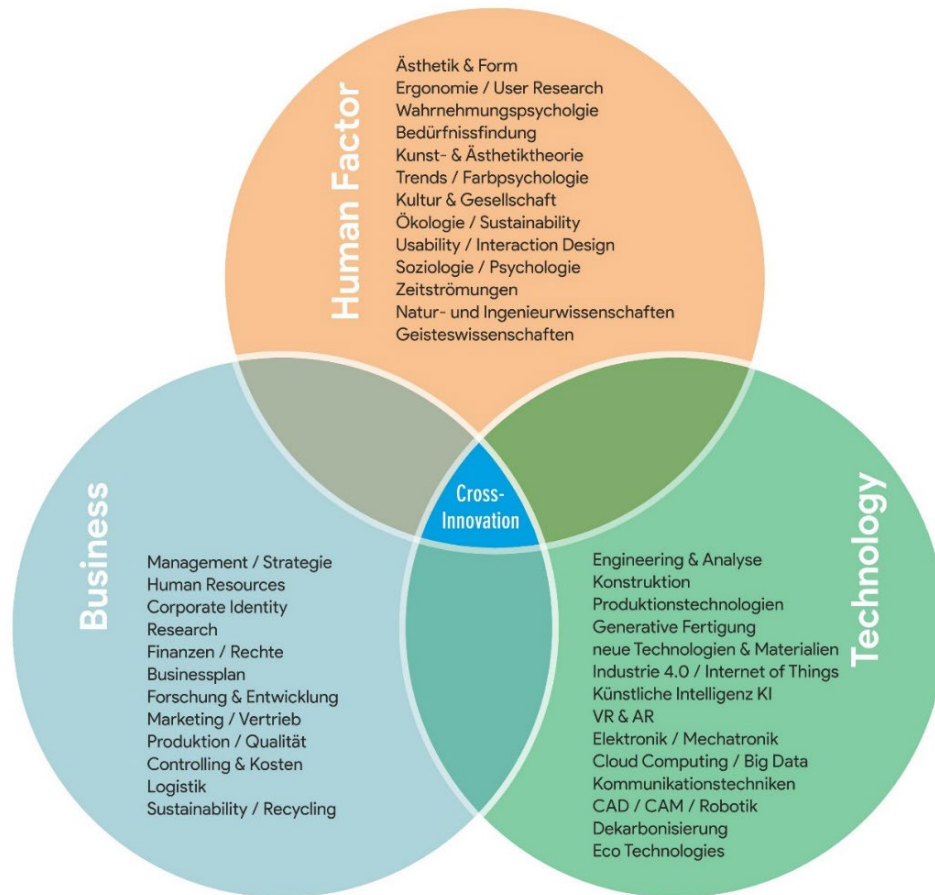 Human Factor
Ästhetik & Form
Ergonomie / User Research
Wahrnehmungspsycholgie
Bedürfnissfindung
Kunst- & Ästhetiktheorie
Trends / Farbpsychologie
Kultur & Gesellschaft
Ökologie / Sustainability
Usability / Interaction Design
Soziologie / Psychologie
Zeitströmungen
Natur- und Ingenieurwissenschaften
Geisteswissenschaften
Cross-
Innovation
Business
Management / Strategie
Human Resources
Corporate Identity
Research
Finanzen / Rechte
Businessplan
Forschung & Entwicklung
Marketing / Vertrieb
Produktion / Qualität
Controlling & Kosten
Logistik
Sustainability / Recycling
Technology
Engineering & Analyse
Konstruktion
Produktionstechnologien
Generative Fertigung
neue Technologien & Materialien
Industrie 4.0 / Internet of Things
Künstliche Intelligenz KI
VR & AR
Elektronik / Mechatronik
Cloud Computing / Big Data
Kommunikationstechniken
CAD / CAM / Robotik
Dekarbonisierung
Eco Technologies